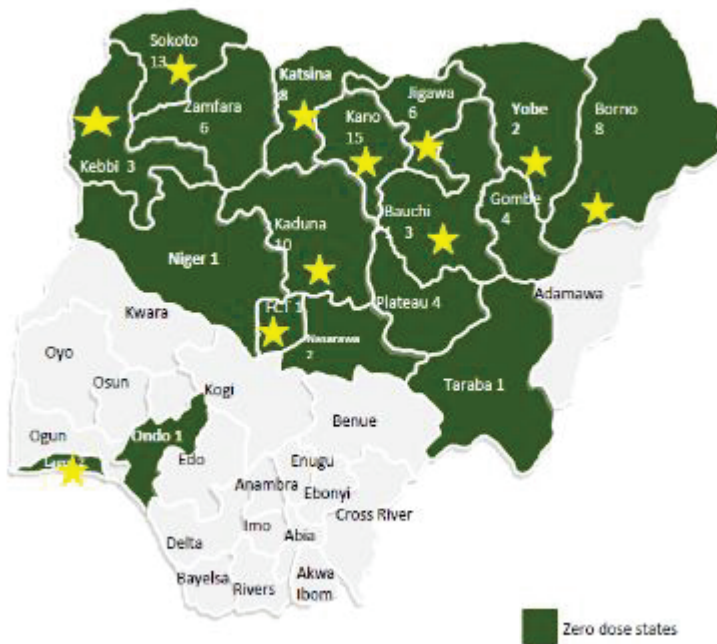 Sokoto
13
Katsina
8
Jigawa
6
Yobe
2
Borno
8
Zamfara
6
Kano
15
Kebbi 3
Bauchi
3
Gombe
4
Kaduna
10
Niger 1
FCT 1
Plateau 4
Adamawa
Nasarawa
2
Kwara
Taraba 1
Oyo
Osun
Kogi
Benue
Ogun
Ondo 1
Edo
Enugu
Anambra
Ebonyi
Cross River
Imo
Abia
Delta
Bayelsa
Rivers
Akwa
Ibom
Zero dose states